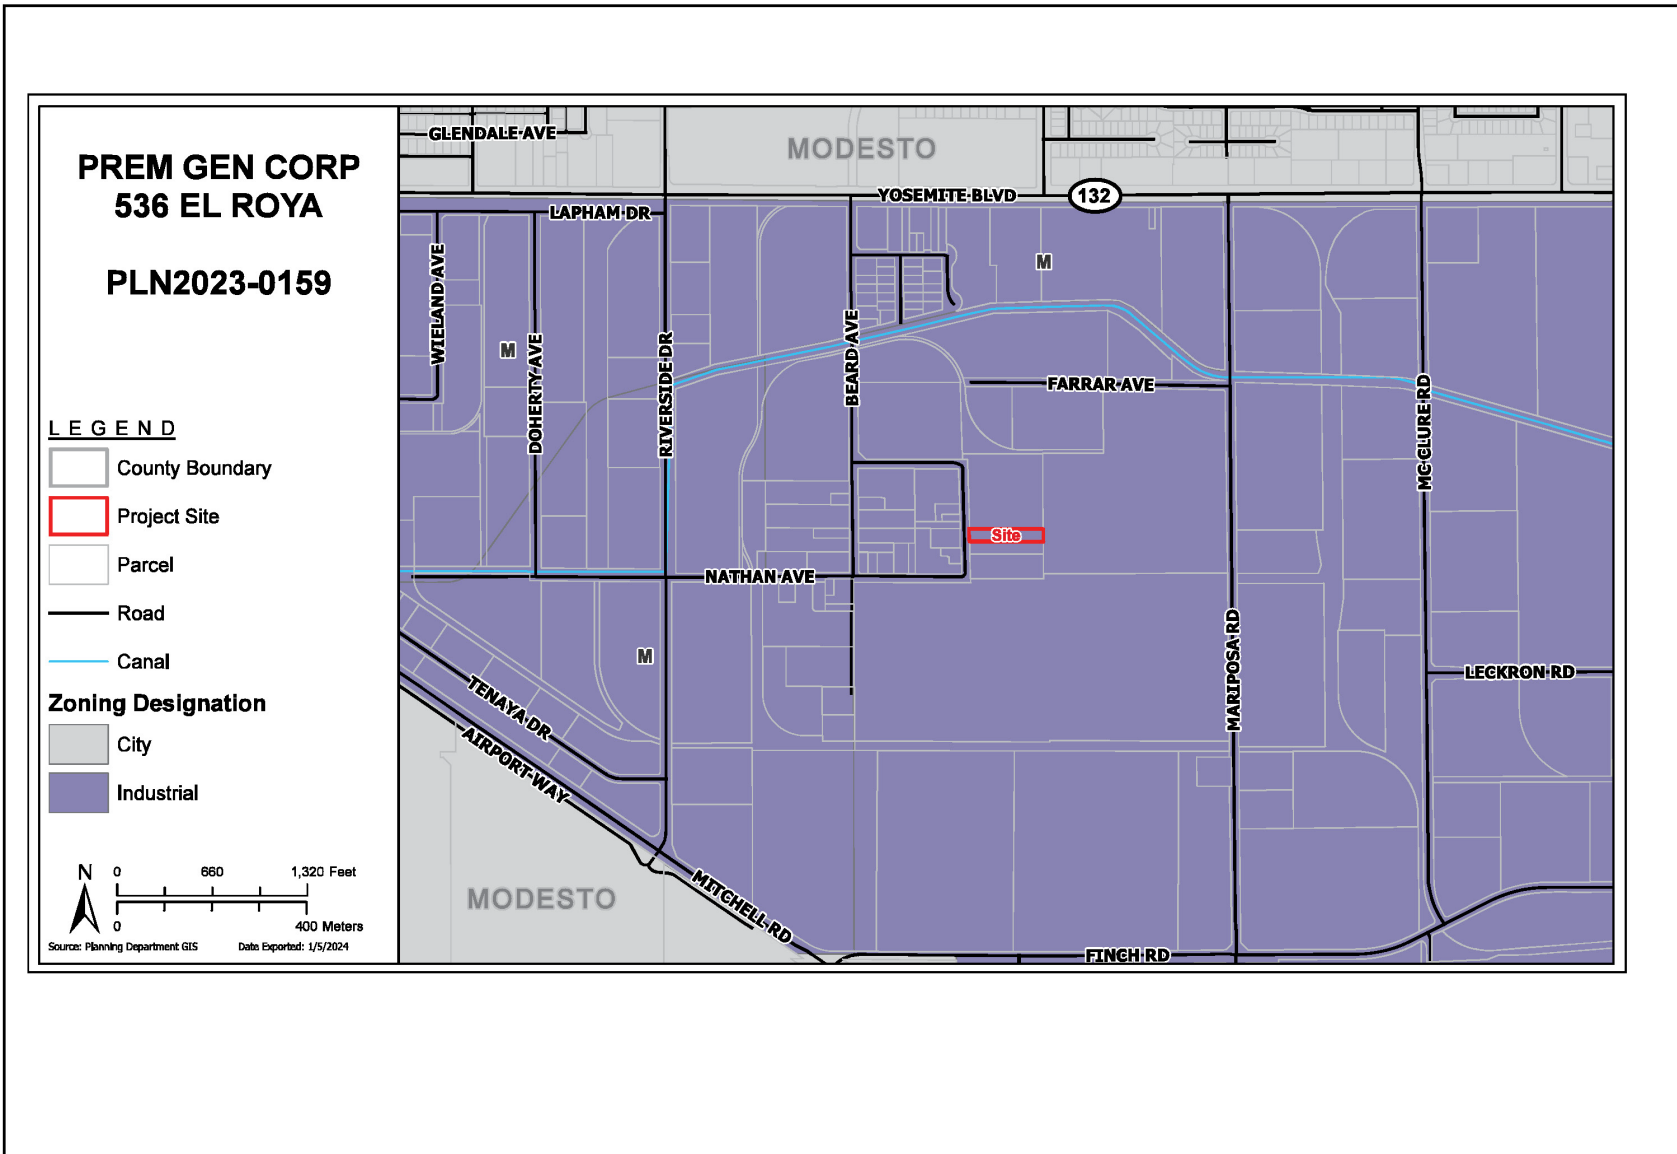 PREM GEN CORP
536 EL ROYA
PLN2023-0159
LEGEND
County Boundary
Project Site
Parcel
Road
Canal
Zoning Designation
City
Industrial
N
0 660 1,320 Feet
0 400 Meters
Source: Planning Department GIS Date Exported: 1/5/2024
GLENDALE AVE
MODESTO
YOSEMITE BLVD
132
LAPHAM DR
WIELAND AVE
M
DOHERTY AVE
RIVERSIDE DR
BEARD AVE
M
FARRAR AVE
MC CLURE RD
Site
NATHAN AVE
M
MARIPOSA RD
LECKRON RD
TENAYA DR
AIRPORT WAY
MODESTO
MITCHELL RD
FINCH RD